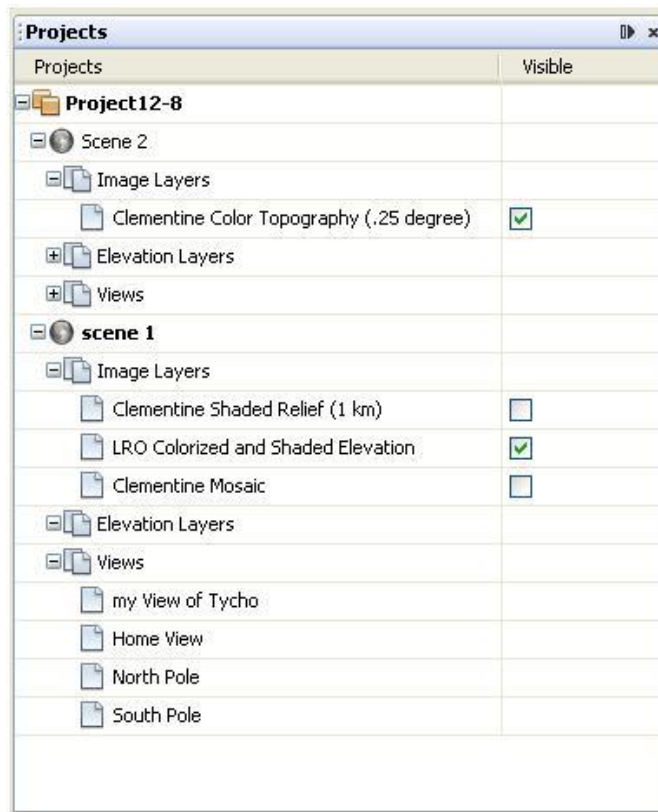 Projects
Projects Visible
Project12-8
Scene 2
Image Layers
Clementine Color Topography (.25 degree)
Elevation Layers
Views
scene 1
Image Layers
Clementine Shaded Relief (1 km)
LRO Colorized and Shaded Elevation
Clementine Mosaic
Elevation Layers
Views
my View of Tycho
Home View
North Pole
South Pole